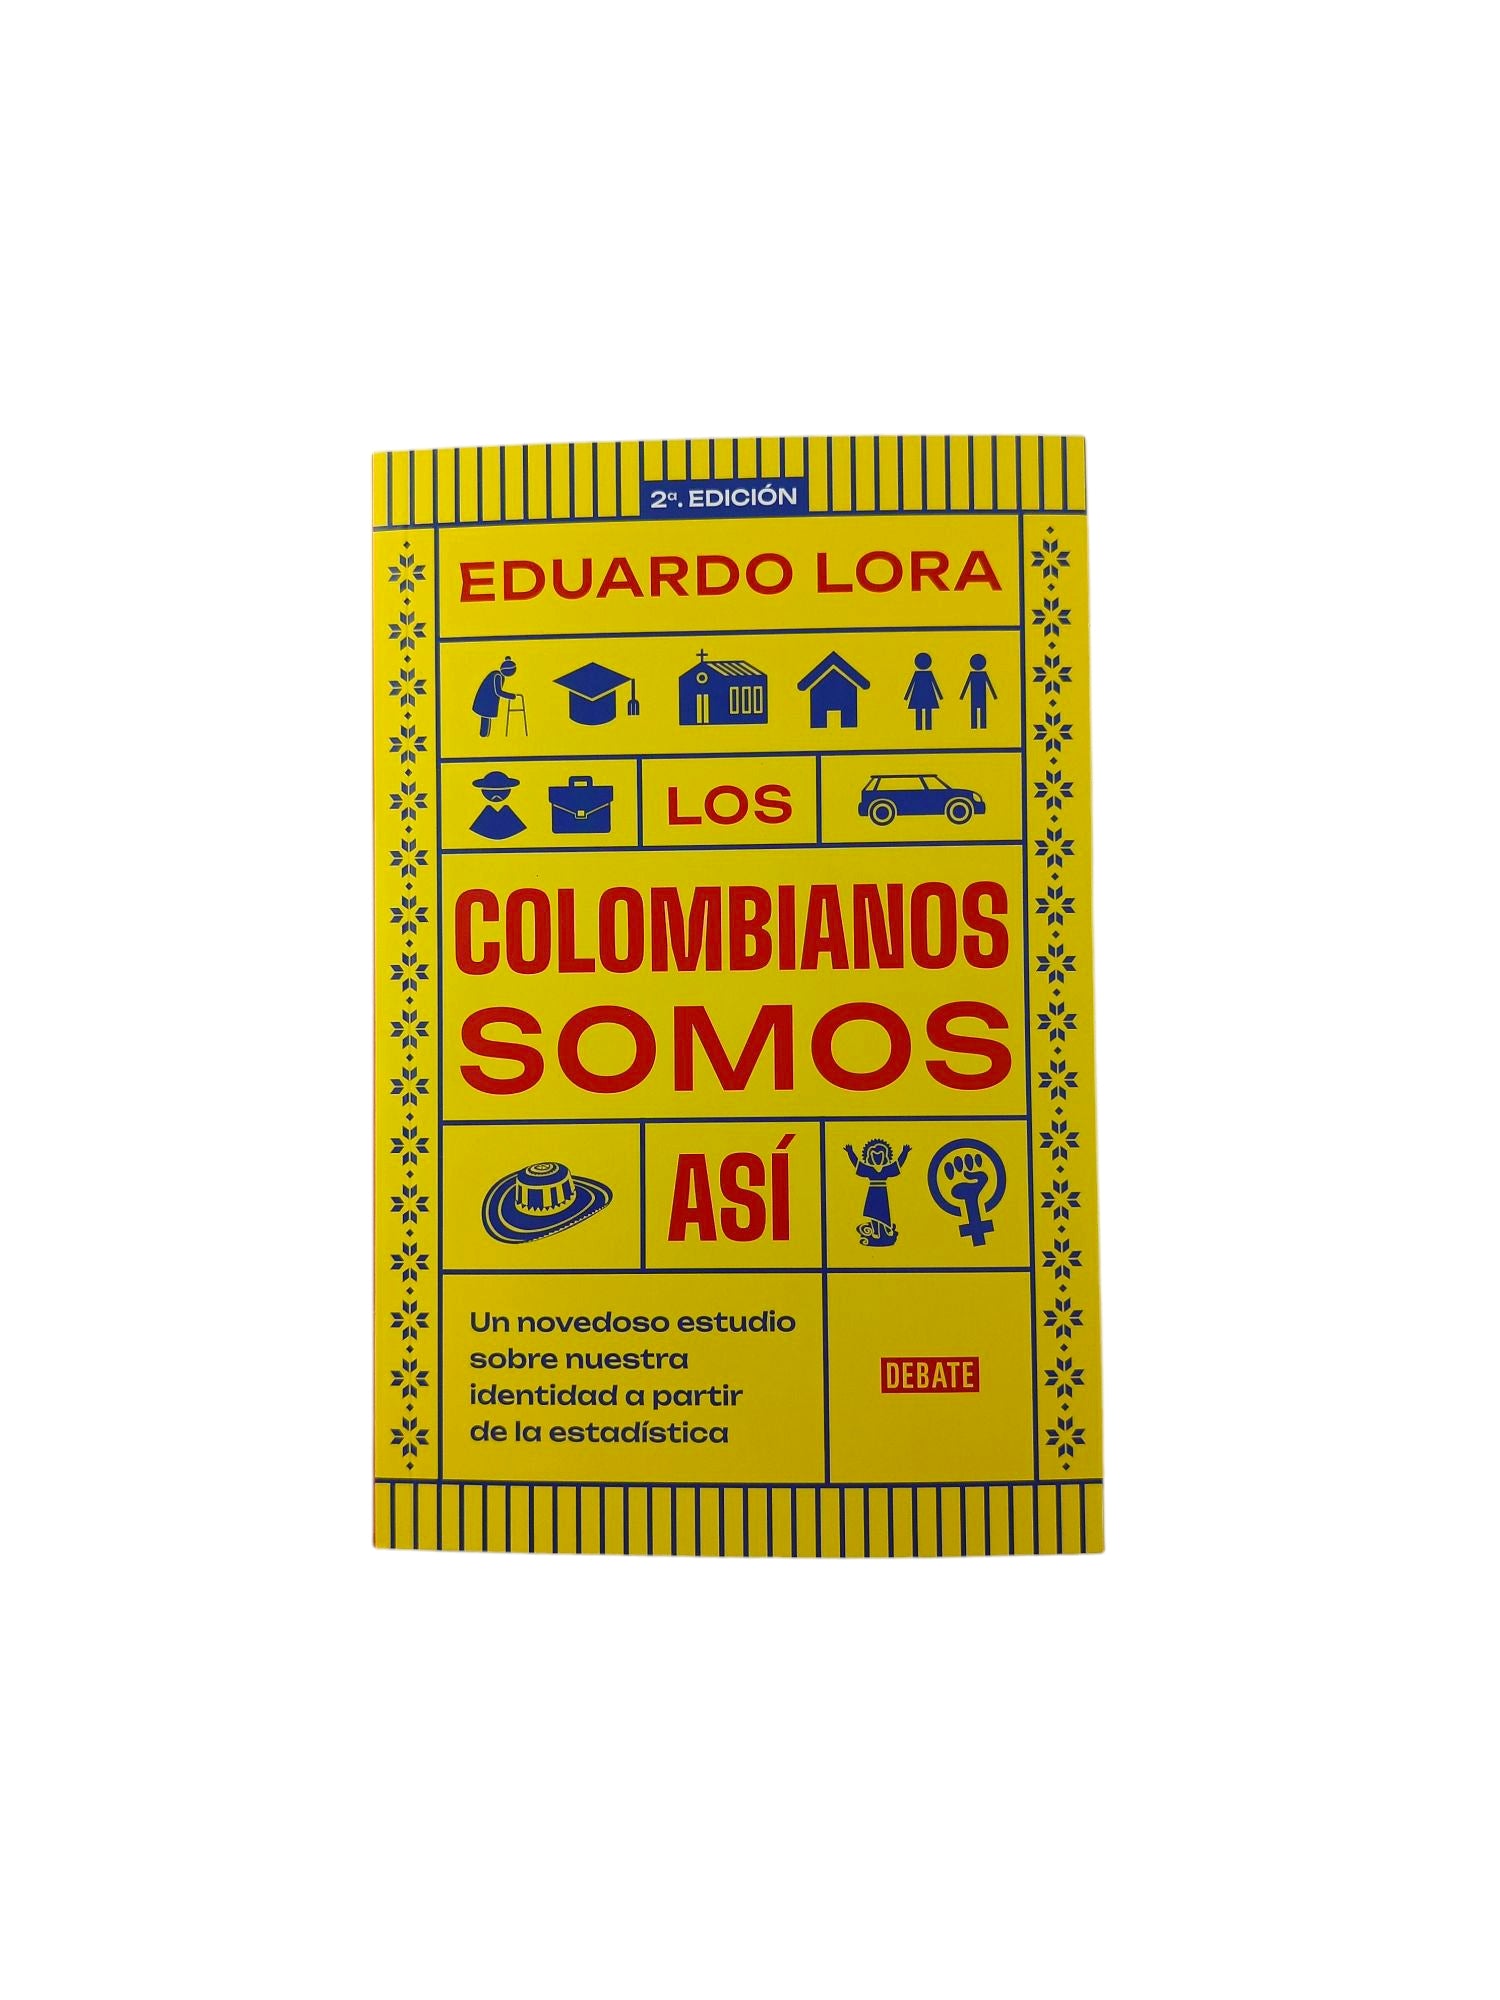 2ª. EDICIÓN
EDUARDO LORA
LOS
COLOMBIANOS
SOMOS
ASÍ
Un novedoso estudio
sobre nuestra
identidad a partir
de la estadística
DEBATE